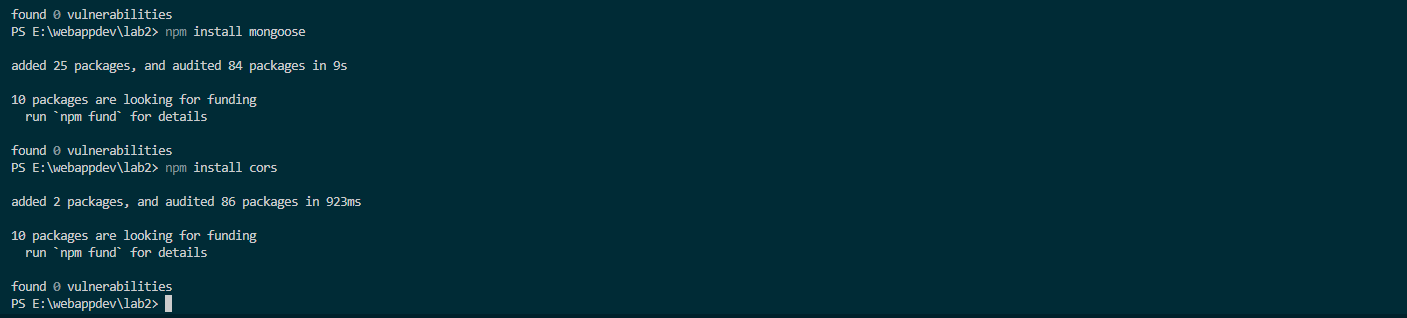 found 0 vulnerabilities
PS E:\webappdev\lab2> npm install mongoose
added 25 packages, and audited 84 packages in 9s
10 packages are looking for funding
run `npm fund` for details
found 0 vulnerabilities
PS E:\webappdev\lab2> npm install cors
added 2 packages, and audited 86 packages in 923ms
10 packages are looking for funding
run `npm fund` for details
found 0 vulnerabilities
PS E:\webappdev\lab2>